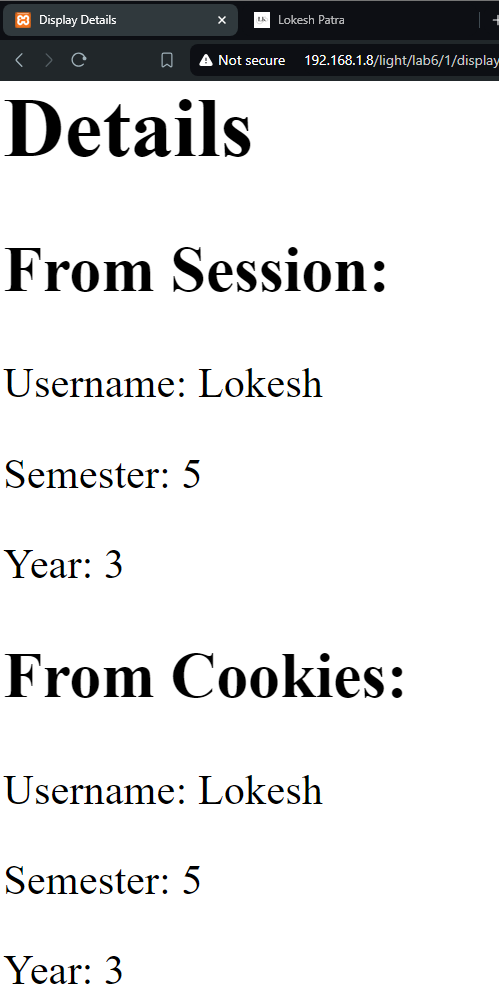 Display Details
Lokesh Patra
Not secure 192.168.1.8/light/lab6/1/display
Details
From Session:
Username: Lokesh
Semester: 5
Year: 3
From Cookies:
Username: Lokesh
Semester: 5
Year: 3